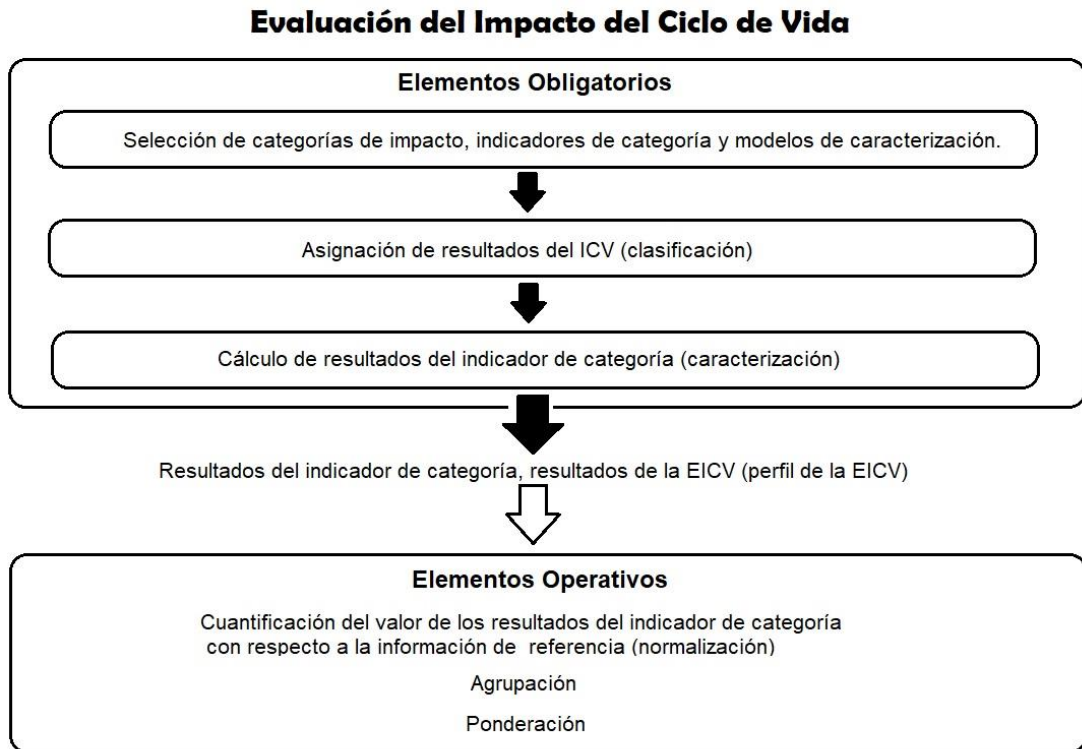 Evaluación del Impacto del Ciclo de Vida
Elementos Obligatorios
Selección de categorías de impacto, indicadores de categoría y modelos de caracterización.
Asignación de resultados del ICV (clasificación)
Cálculo de resultados del indicador de categoría (caracterización)
Resultados del indicador de categoría, resultados de la EICV (perfil de la EICV)
Elementos Operativos
Cuantificación del valor de los resultados del indicador de categoría
con respecto a la información de referencia (normalización)
Agrupación
Ponderación